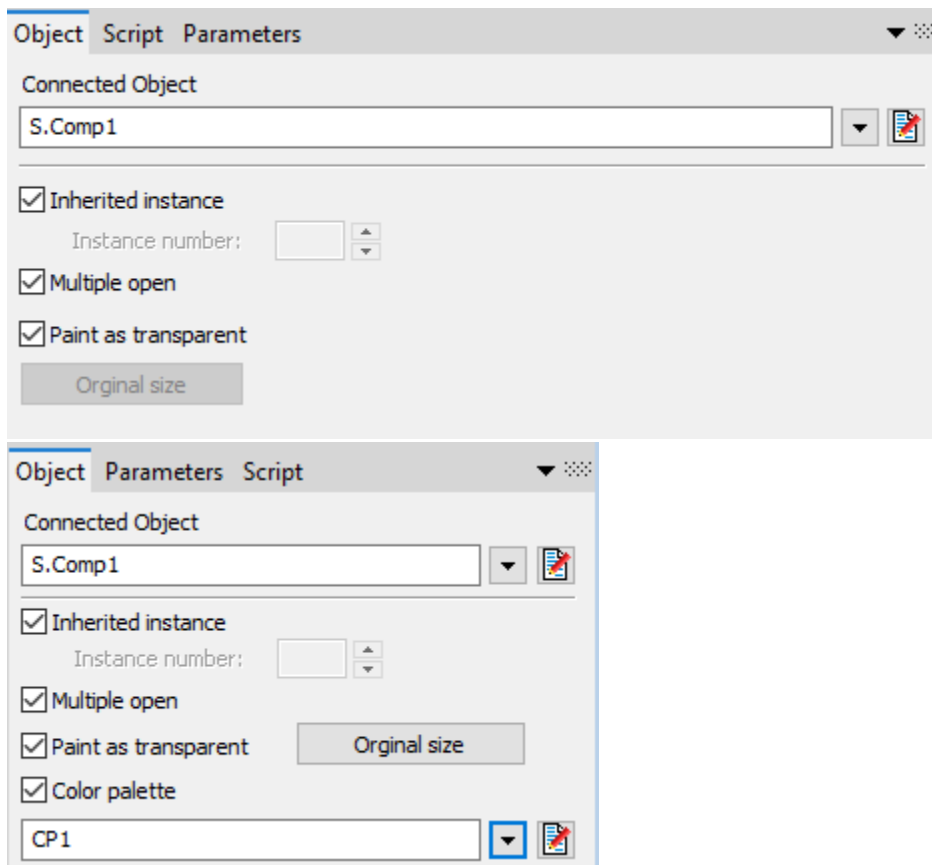 Object Script Parameters
Connected Object
S.Comp1
Inherited instance
Instance number:
Multiple open
Paint as transparent
Orginal size
Object Parameters Script
Connected Object
S.Comp1
Inherited instance
Instance number:
Multiple open
Paint as transparent Orginal size
Color palette
CP1